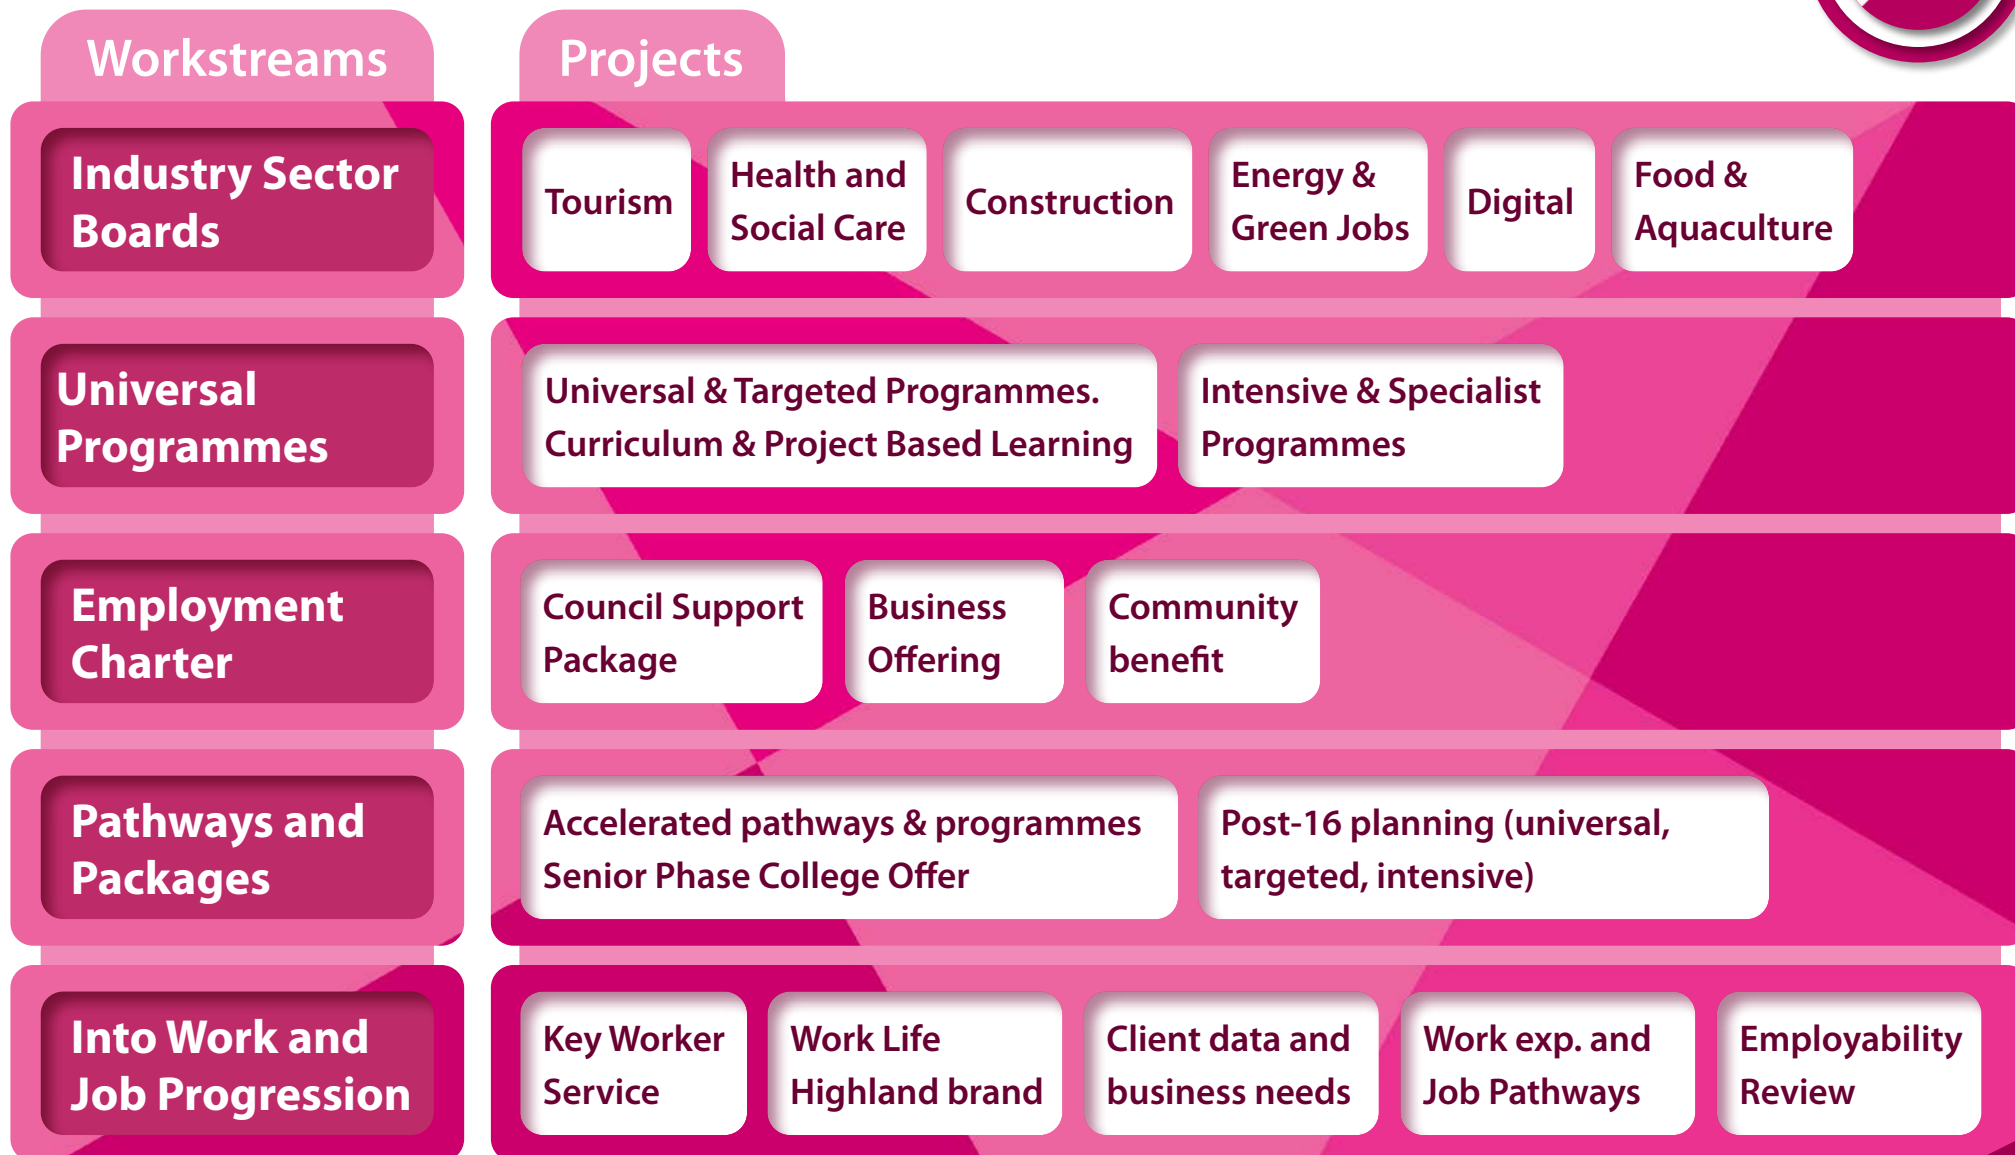 Workstreams
Projects
Industry Sector
Boards
Tourism
Health and
Social Care
Construction
Energy &
Green Jobs
Digital
Food &
Aquaculture
Universal
Programmes
Universal & Targeted Programmes.
Curriculum & Project Based Learning
Intensive & Specialist
Programmes
Employment
Charter
Council Support
Package
Business
Offering
Community
benefit
Pathways and
Packages
Accelerated pathways & programmes
Senior Phase College Offer
Post-16 planning (universal,
targeted, intensive)
Into Work and
Job Progression
Key Worker
Service
Work Life
Highland brand
Client data and
business needs
Work exp. and
Job Pathways
Employability
Review